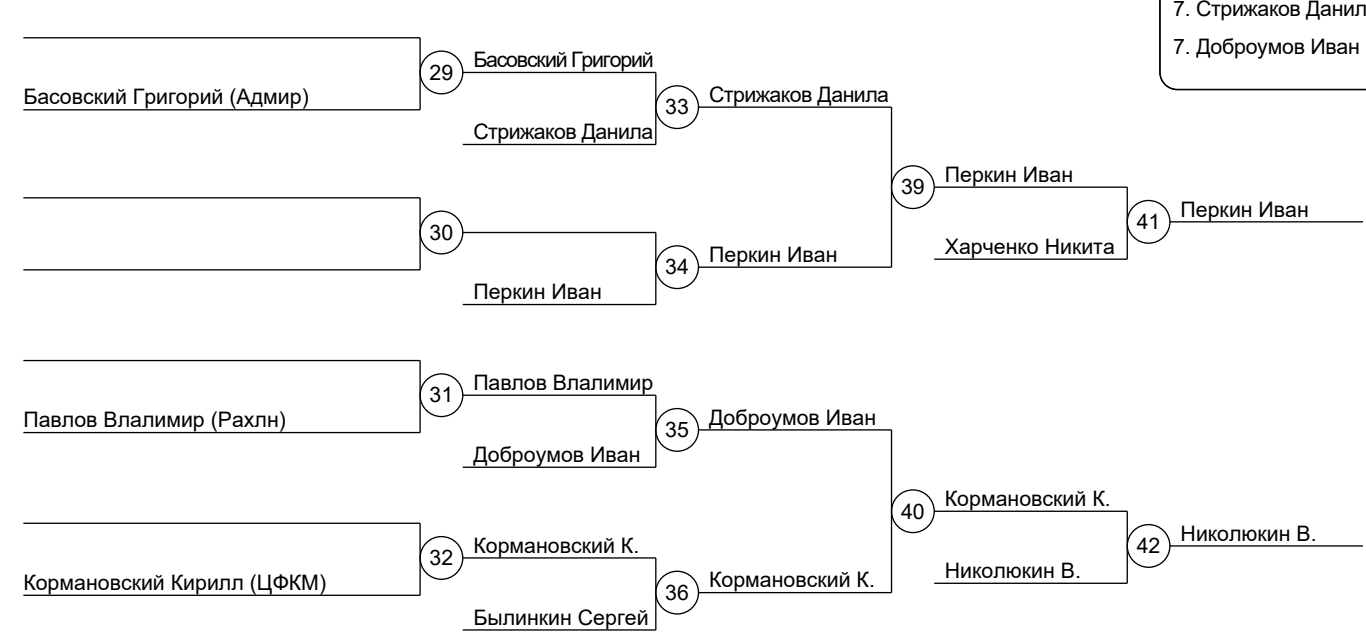 7. Стрижаков Данил
7. Доброумов Иван
Басовский Григорий (Адмир)
29
Басовский Григорий
Стрижаков Данила
33
Стрижаков Данила
30
Перкин Иван
34
Перкин Иван
39
Перкин Иван
Харченко Никита
41
Перкин Иван
Павлов Влалимир (Рахлн)
31
Павлов Влалимир
Доброумов Иван
35
Доброумов Иван
Кормановский Кирилл (ЦФКМ)
32
Кормановский К.
Былинкин Сергей
36
Кормановский К.
40
Кормановский К.
Николюкин В.
42
Николюкин В.